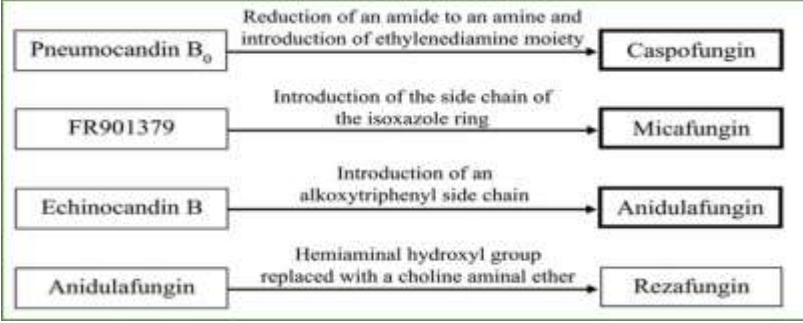 Reduction of an amide to an amine and
introduction of ethylenediamine moiety
Pneumocandin B₀
Caspofungin
Introduction of the side chain of
the isoxazole ring
FR901379
Micafungin
Introduction of an
alkoxytriphenyl side chain
Echinocandin B
Anidulafungin
Hemiaminal hydroxyl group
replaced with a choline aminal ether
Anidulafungin
Rezafungin